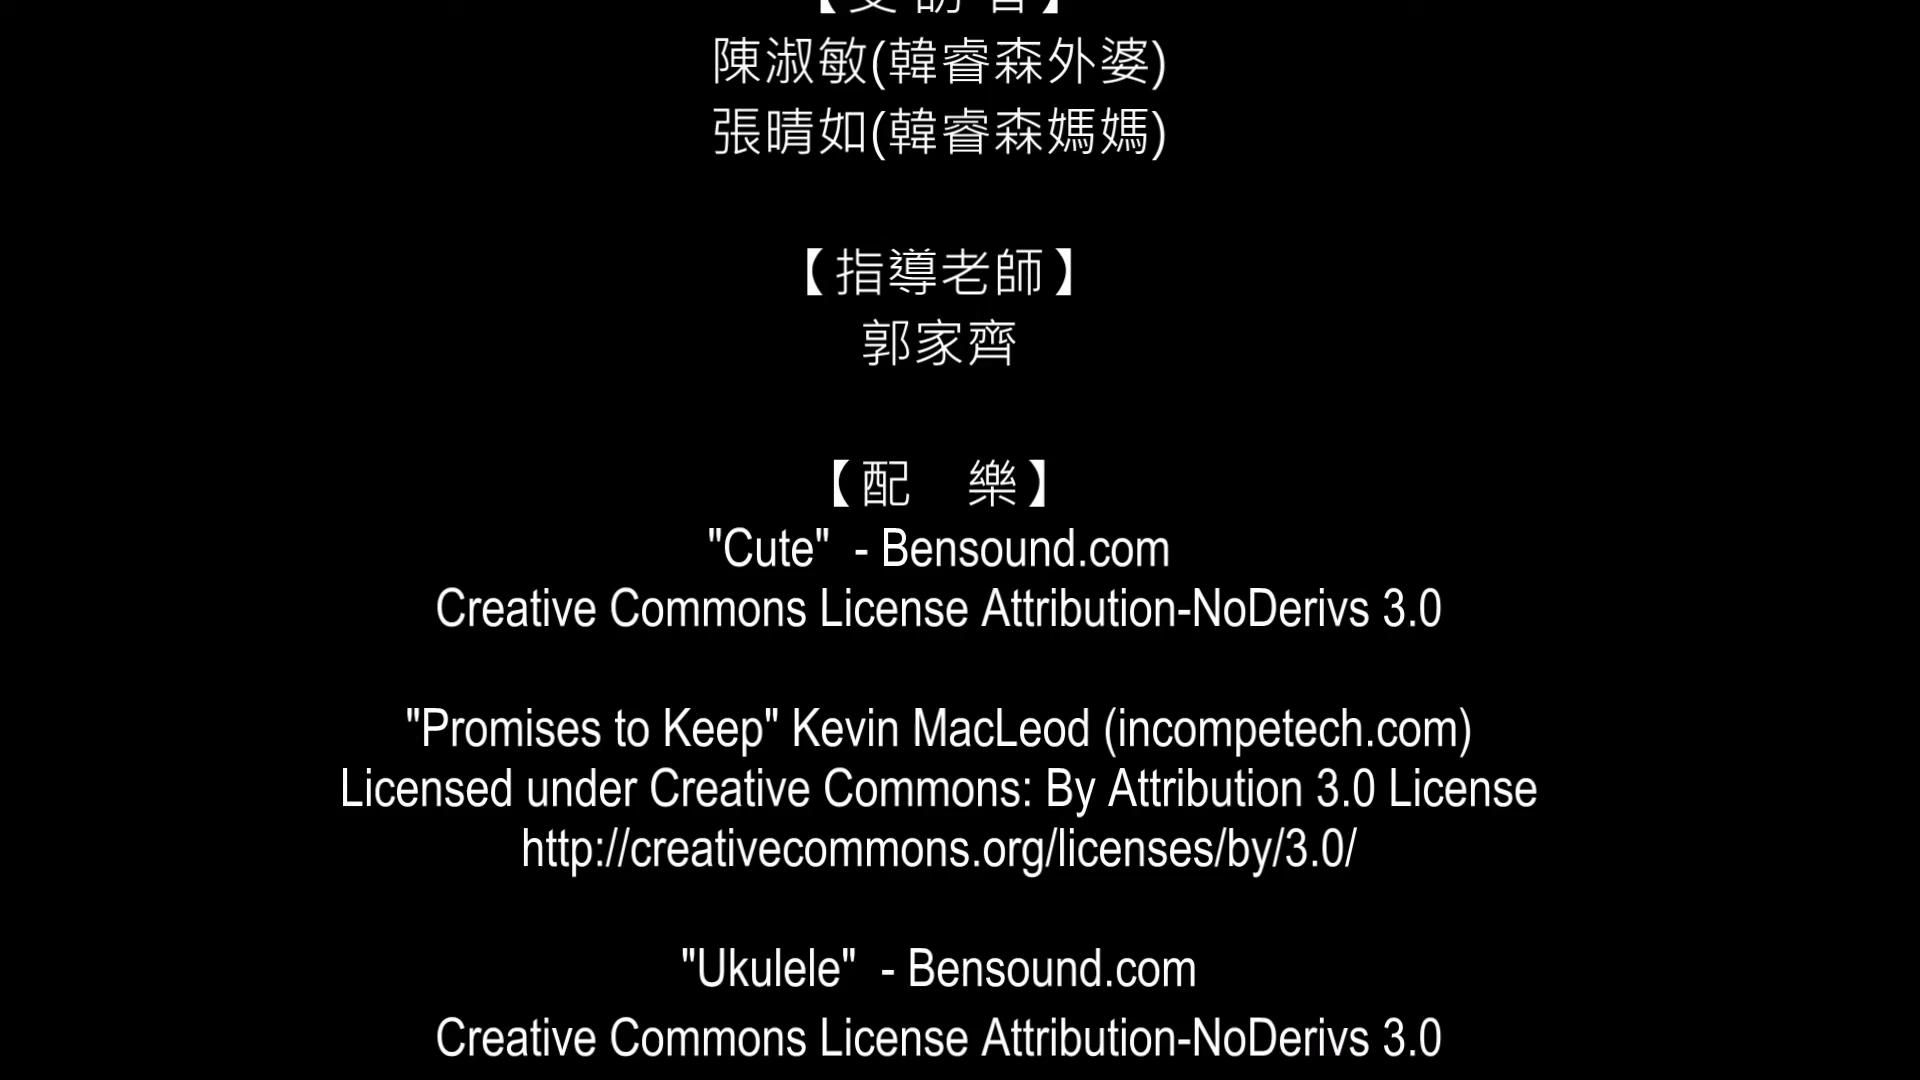 【受訪者】
陳淑敏(韓睿森外婆)
張晴如(韓睿森媽媽)
【指導老師】
郭家齊
【配　樂】
"Cute"  - Bensound.com
Creative Commons License Attribution-NoDerivs 3.0
"Promises to Keep" Kevin MacLeod (incompetech.com)
Licensed under Creative Commons: By Attribution 3.0 License
http://creativecommons.org/licenses/by/3.0/
"Ukulele"  - Bensound.com
Creative Commons License Attribution-NoDerivs 3.0